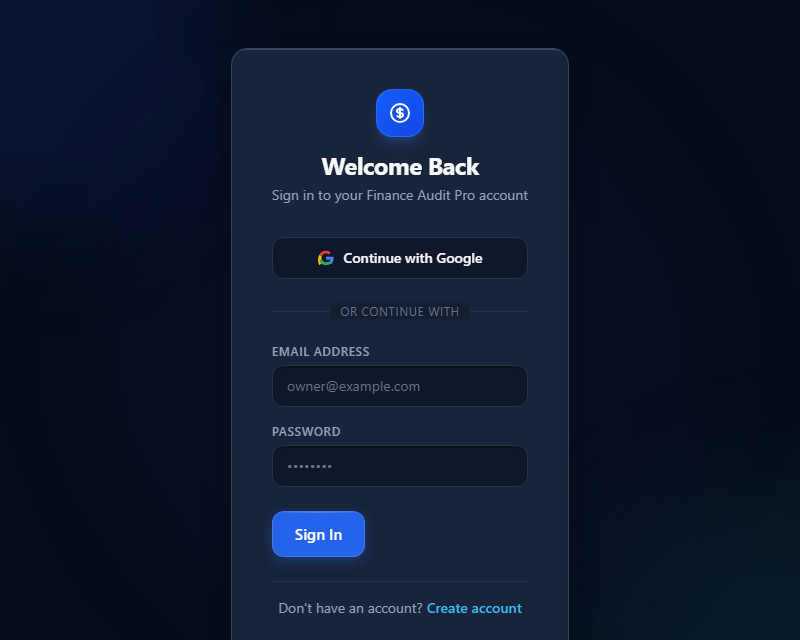 Welcome Back
Sign in to your Finance Audit Pro account
Continue with Google
OR CONTINUE WITH
EMAIL ADDRESS
owner@example.com
PASSWORD
••••••••
Sign In
Don't have an account? Create account